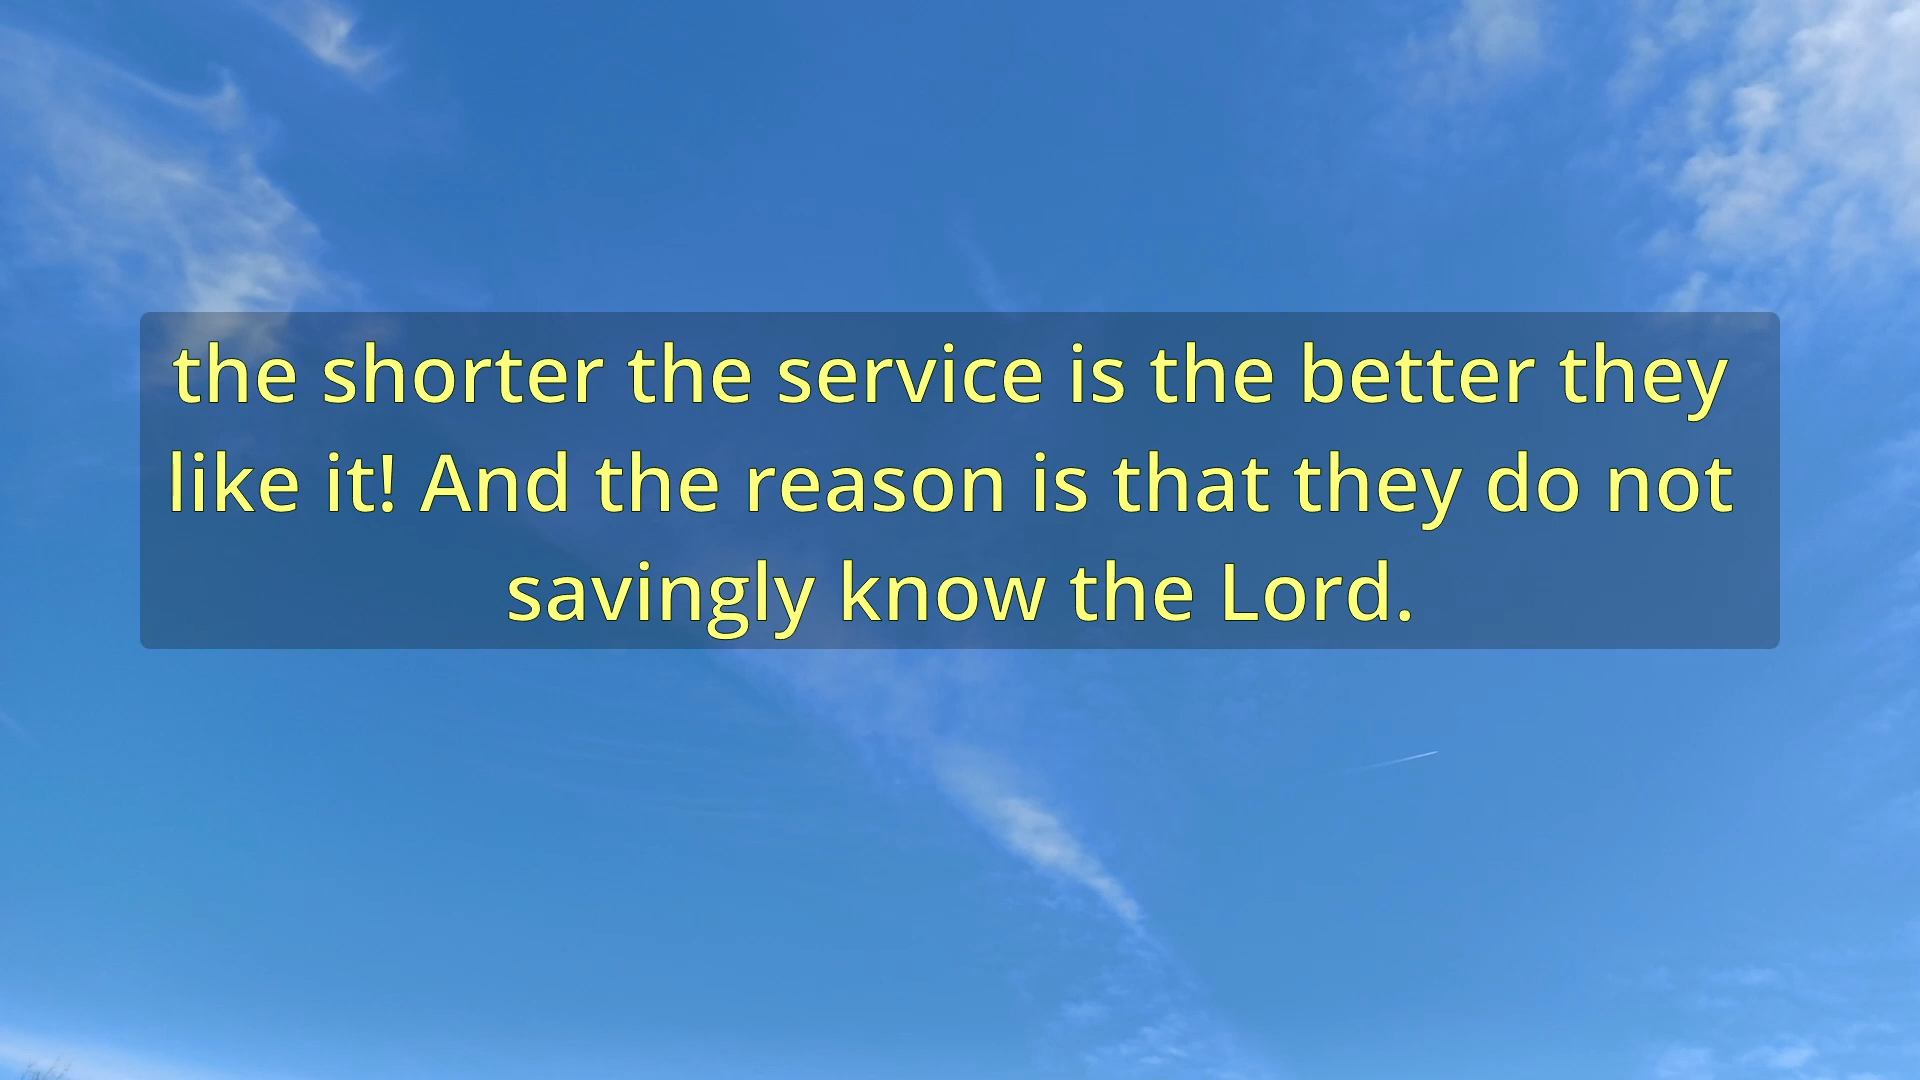 the shorter the service is the better they
like it! And the reason is that they do not
savingly know the Lord.